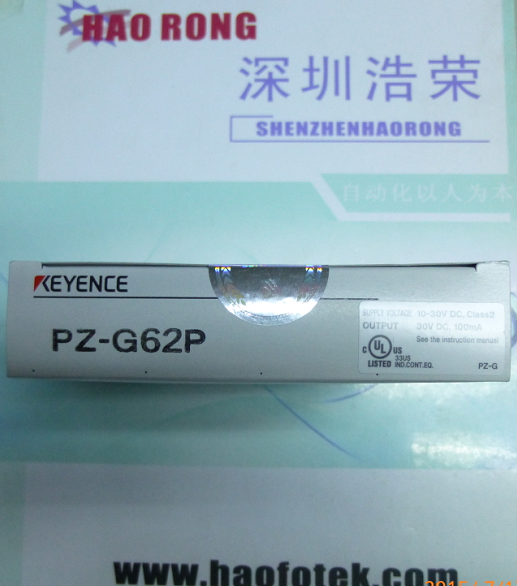 HAO RONG
深圳浩荣
SHENZHENHAORONG
自动化以人为本
KEYENCE
PZ-G62P
SUPPLY VOLTAGE 10-30V DC, Class2
OUTPUT 30V DC, 100mA
See the instruction manual
C UL US
LISTED
33US
IND.CONT.EQ.
PZ-G
www.haofotek.com